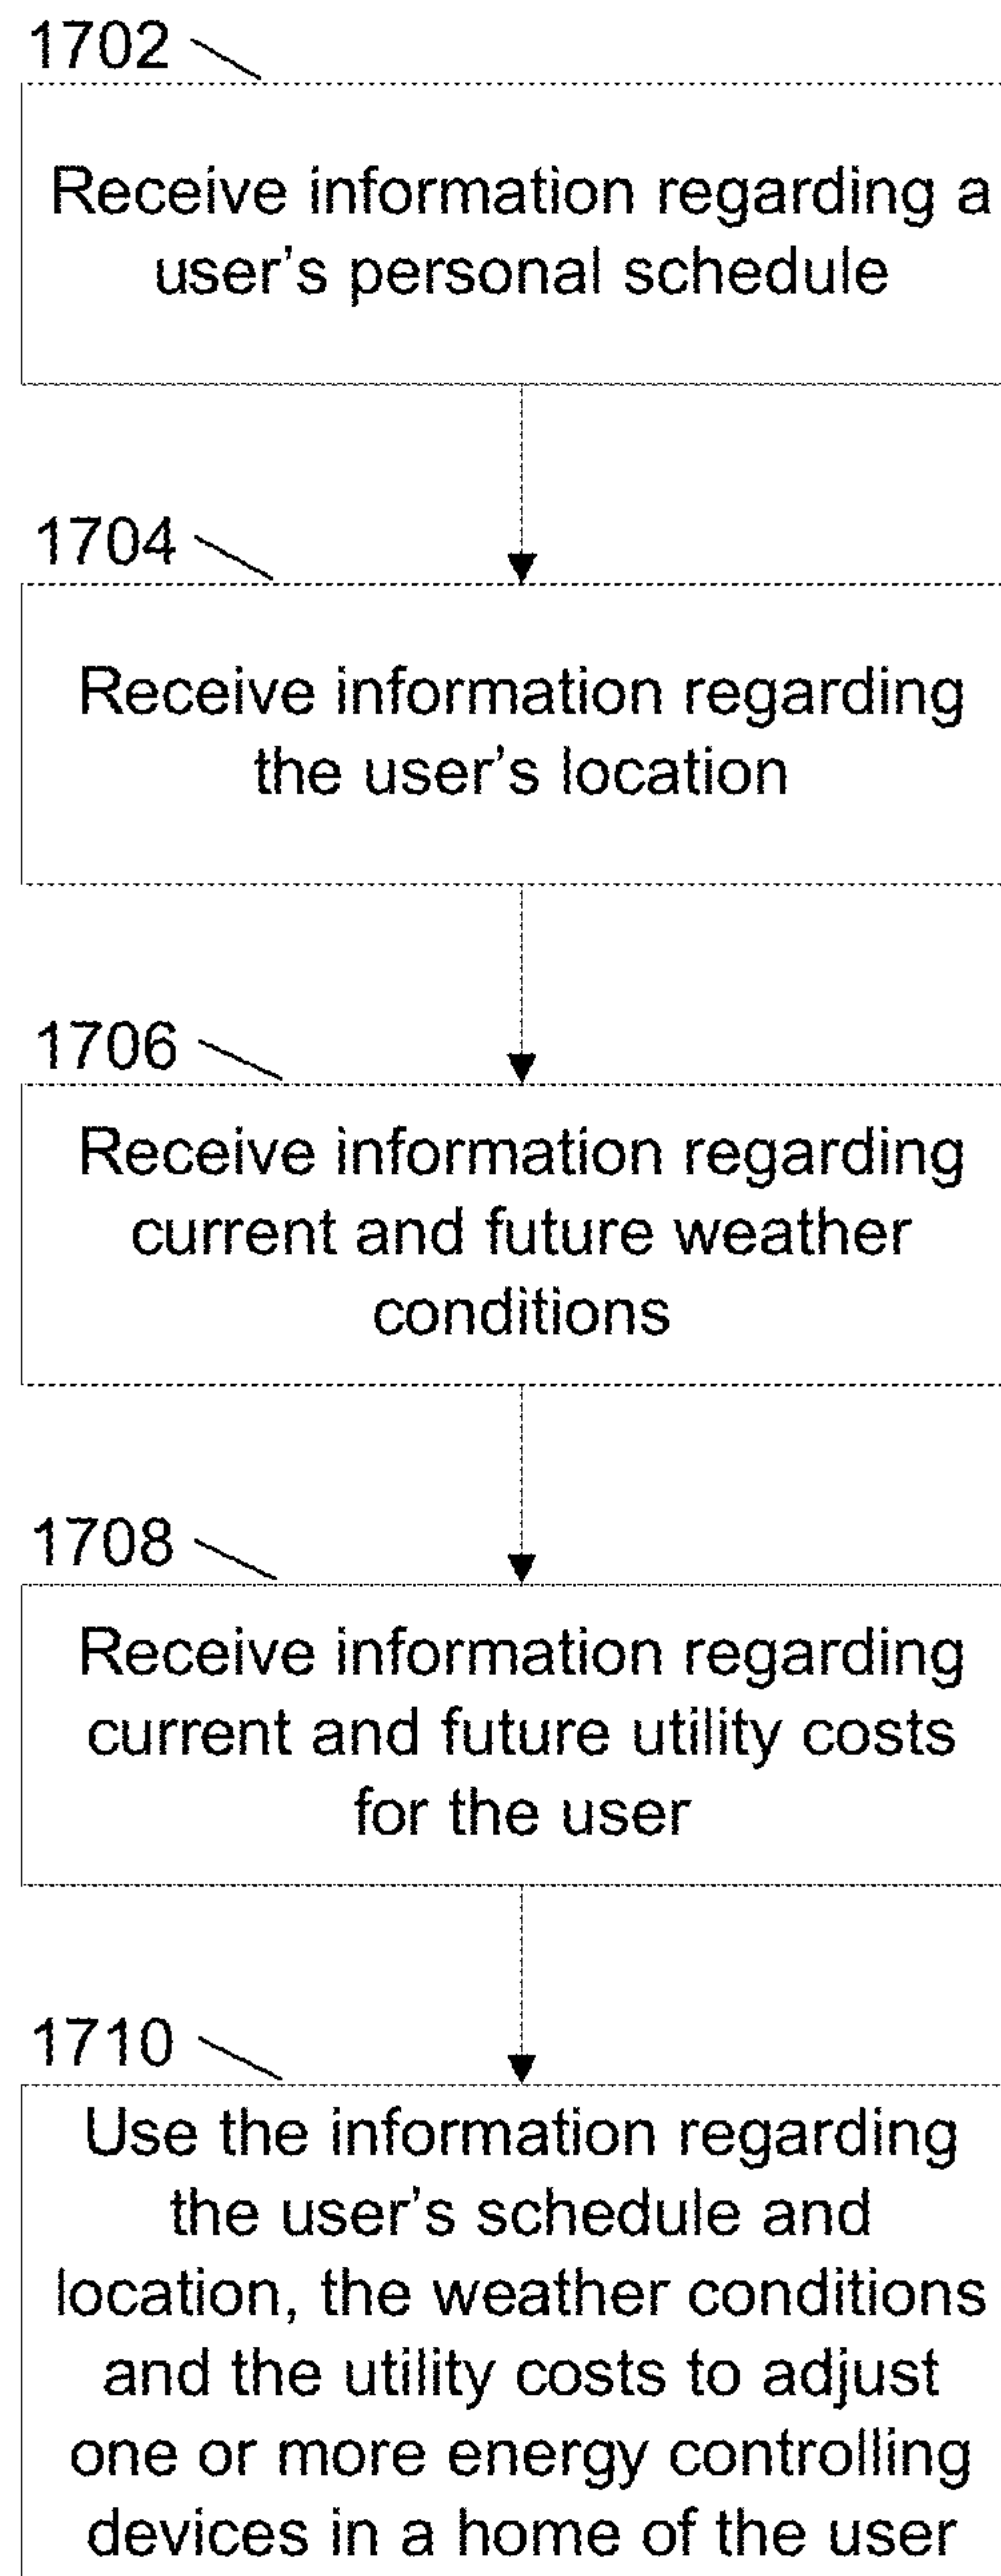 1702
Receive information regarding a
user’s personal schedule
1704
Receive information regarding
the user’s location
1706
Receive information regarding
current and future weather
conditions
1708
Receive information regarding
current and future utility costs
for the user
1710
Use the information regarding
the user’s schedule and
location, the weather conditions
and the utility costs to adjust
one or more energy controlling
devices in a home of the user